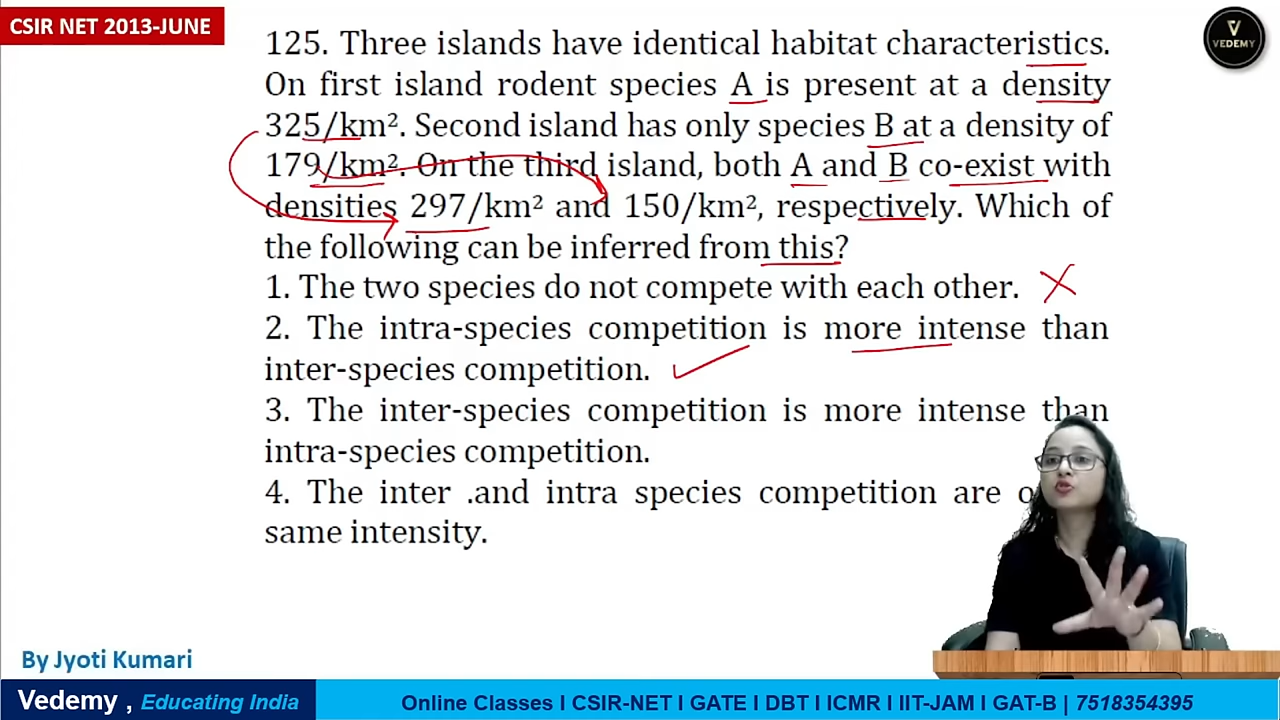 CSIR NET 2013-JUNE
VEDEMY
125. Three islands have identical habitat characteristics.
On first island rodent species A is present at a density
325/km². Second island has only species B at a density of
179/km². On the third island, both A and B co-exist with
densities 297/km² and 150/km², respectively. Which of
the following can be inferred from this?
1. The two species do not compete with each other.
2. The intra-species competition is more intense than
inter-species competition.
3. The inter-species competition is more intense than
intra-species competition.
4. The inter .and intra species competition are
same intensity.
By Jyoti Kumari
Vedemy , Educating India
Online Classes I CSIR-NET I GATE I DBT I ICMR I IIT-JAM I GAT-B | 7518354395